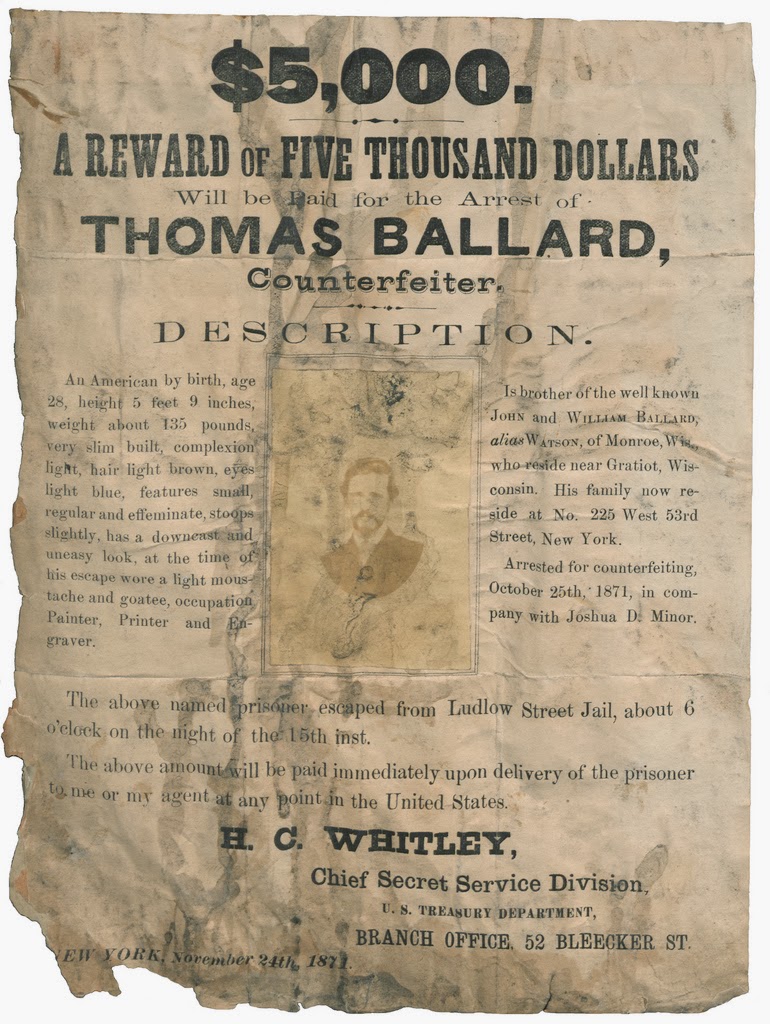 $5,000.
A REWARD OF FIVE THOUSAND DOLLARS
Will be Paid for the Arrest of
THOMAS BALLARD,
Counterfeiter.
DESCRIPTION.
An American by birth, age
28, height 5 feet 9 inches,
weight about 135 pounds,
very slim built, complexion
light, hair light brown, eyes
light blue, features small,
regular and effeminate, stoops
slightly, has a downcast and
uneasy look, at the time of
his escape wore a light mous-
tache and goatee, occupation
Painter, Printer and En-
graver.
Is brother of the well known
JOHN and WILLIAM BALLARD,
alias WATSON, of Monroe, Wis.,
who reside near Gratiot, Wis-
consin. His family now re-
side at No. 225 West 53rd
Street, New York.
Arrested for counterfeiting,
October 25th, 1871, in com-
pany with Joshua D. Minor.
The above named prisoner escaped from Ludlow Street Jail, about 6
o'clock on the night of the 15th inst.
The above amount will be paid immediately upon delivery of the prisoner
to me or my agent at any point in the United States.
H. C. WHITLEY,
Chief Secret Service Division,
U. S. TREASURY DEPARTMENT,
BRANCH OFFICE, 52 BLEECKER ST.
NEW YORK, November 24th, 1871.